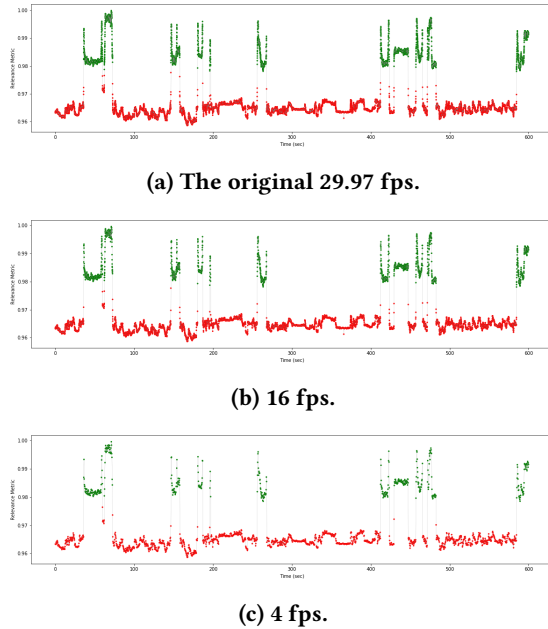 1.00
0.99
0.98
0.97
0.96
Relevance Metric
0 100 200 300 400 500 600
Time (sec)
(a) The original 29.97 fps.
1.00
0.99
0.98
0.97
0.96
Relevance Metric
0 100 200 300 400 500 600
Time (sec)
(b) 16 fps.
1.00
0.99
0.98
0.97
0.96
Relevance Metric
0 100 200 300 400 500 600
Time (sec)
(c) 4 fps.